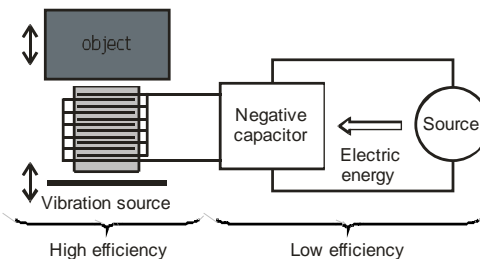 object
Negative
capacitor
Source
Electric
energy
Vibration source
High efficiency
Low efficiency